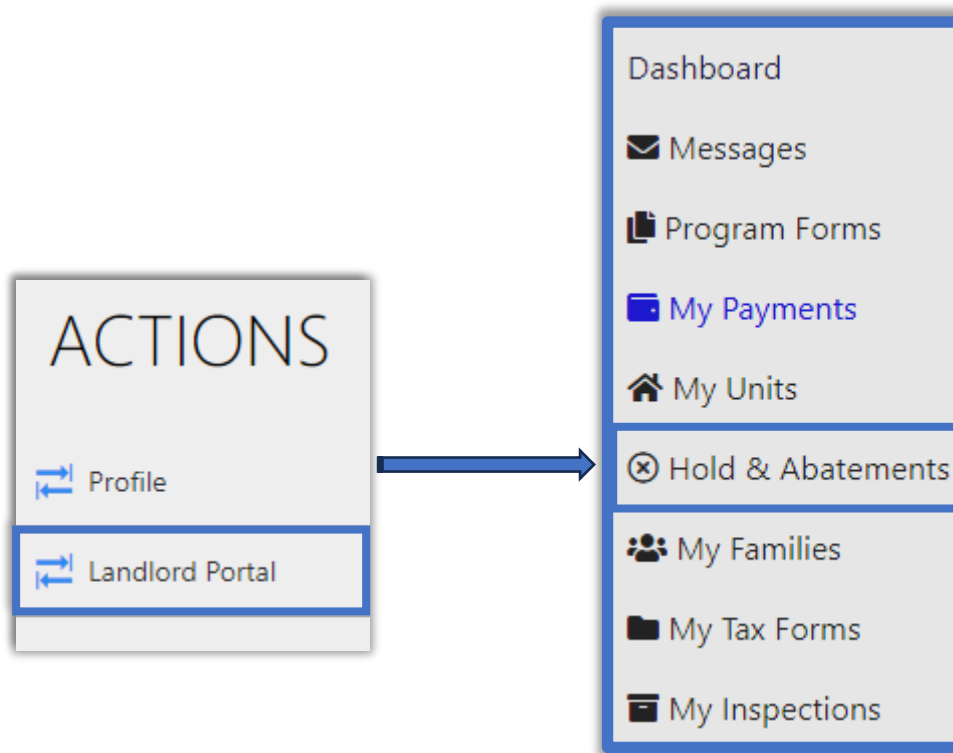 ACTIONS
Profile
Landlord Portal
Dashboard
Messages
Program Forms
My Payments
My Units
Hold & Abatements
My Families
My Tax Forms
My Inspections